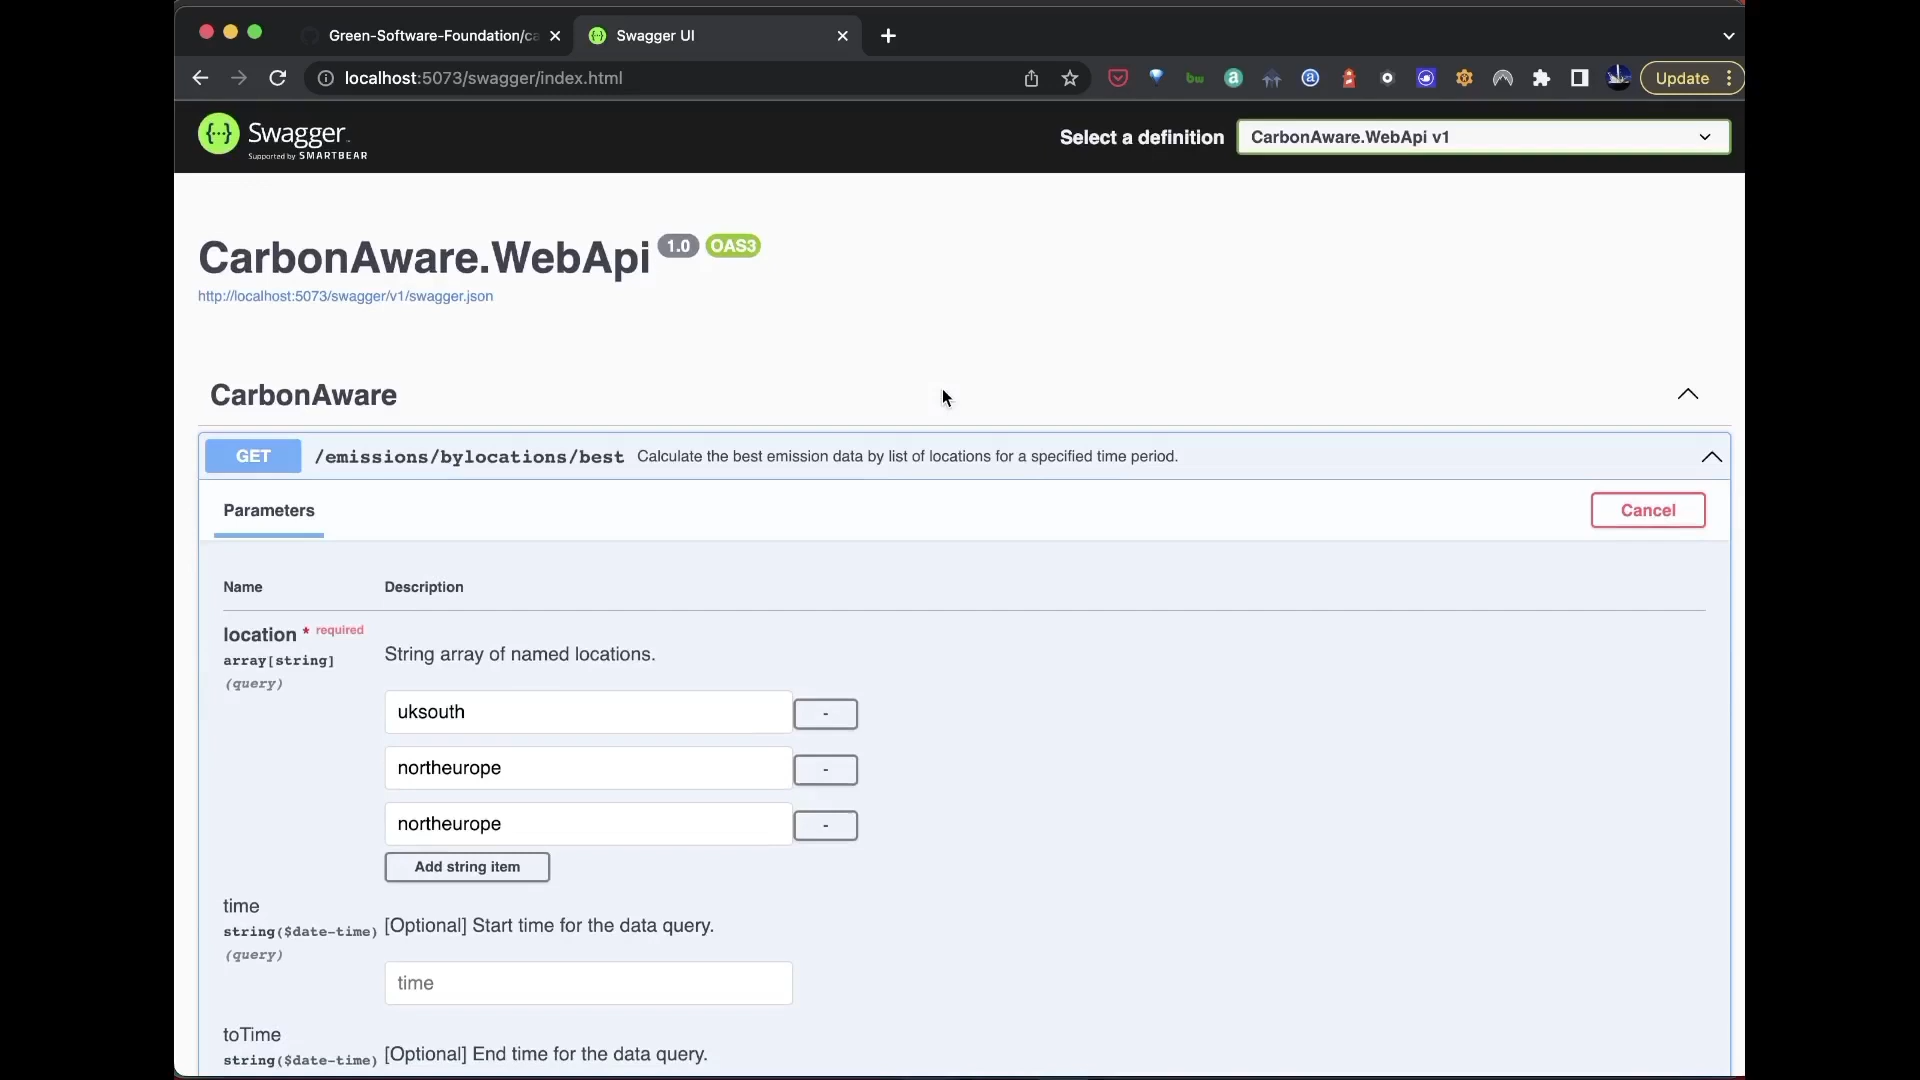 Green-Software-Foundation/ca
Swagger UI
localhost:5073/swagger/index.html
Update
Swagger
Supported by SMARTBEAR
Select a definition
CarbonAware.WebApi v1
CarbonAware.WebApi 1.0 OAS3
http://localhost:5073/swagger/v1/swagger.json
CarbonAware
GET /emissions/bylocations/best Calculate the best emission data by list of locations for a specified time period.
Parameters
Cancel
Name Description
location * required
array[string]
(query)
String array of named locations.
uksouth -
northeurope -
northeurope -
Add string item
time
string($date-time)
(query)
[Optional] Start time for the data query.
time
toTime
string($date-time)
[Optional] End time for the data query.